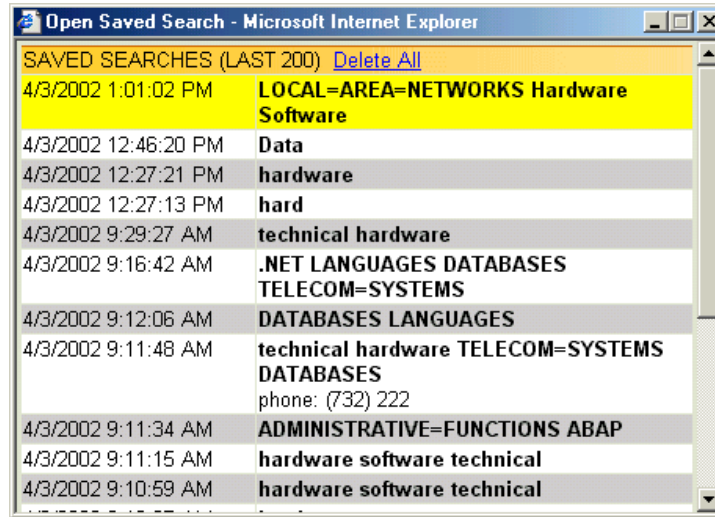 Open Saved Search - Microsoft Internet Explorer
SAVED SEARCHES (LAST 200) Delete All
4/3/2002 1:01:02 PM LOCAL=AREA=NETWORKS Hardware
Software
4/3/2002 12:46:20 PM Data
4/3/2002 12:27:21 PM hardware
4/3/2002 12:27:13 PM hard
4/3/2002 9:29:27 AM technical hardware
4/3/2002 9:16:42 AM .NET LANGUAGES DATABASES
TELECOM=SYSTEMS
4/3/2002 9:12:06 AM DATABASES LANGUAGES
4/3/2002 9:11:48 AM technical hardware TELECOM=SYSTEMS
DATABASES
phone: (732) 222
4/3/2002 9:11:34 AM ADMINISTRATIVE=FUNCTIONS ABAP
4/3/2002 9:11:15 AM hardware software technical
4/3/2002 9:10:59 AM hardware software technical